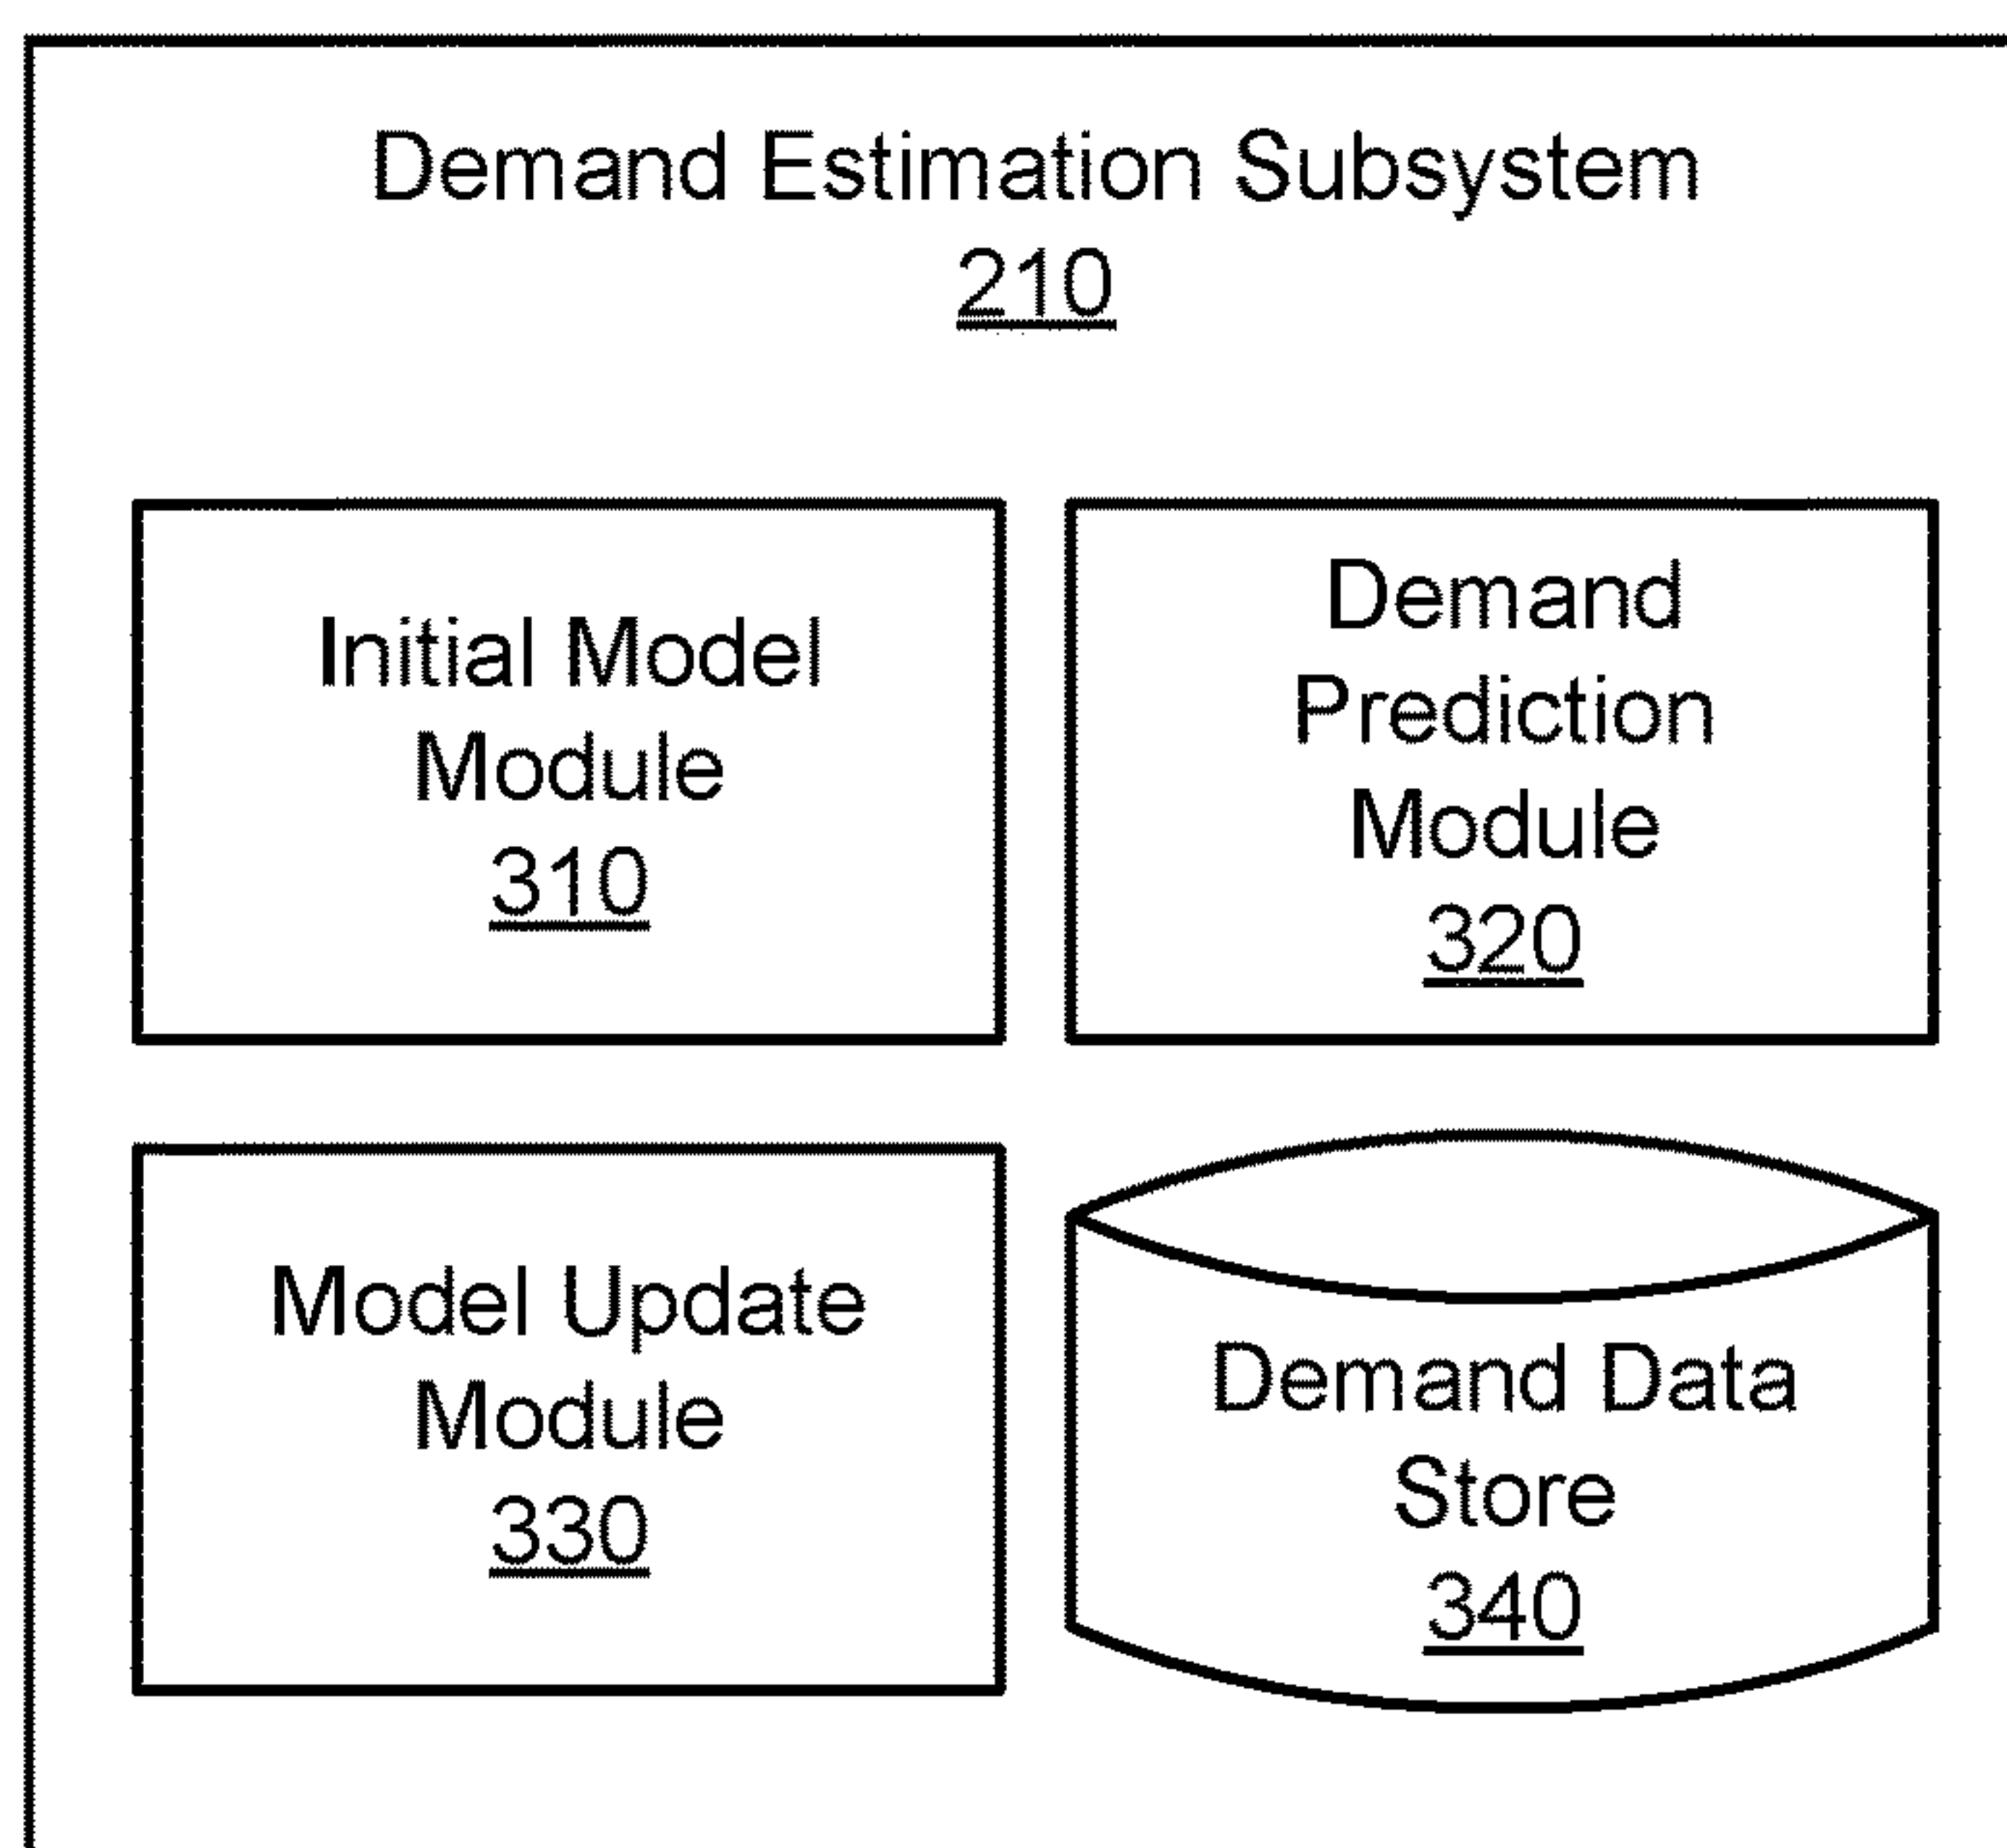 Demand Estimation Subsystem
210
Initial Model
Module
310
Demand
Prediction
Module
320
Model Update
Module
330
Demand Data
Store
340